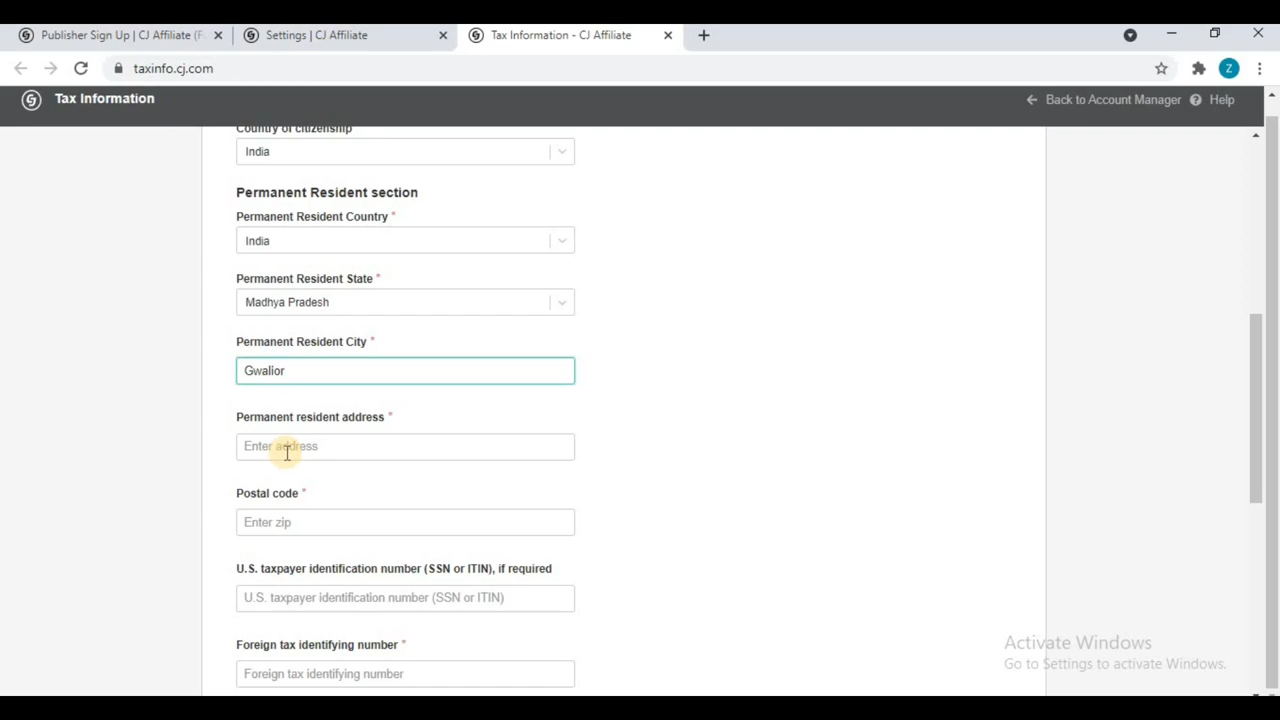 Publisher Sign Up | CJ Affiliate (F
Settings | CJ Affiliate
Tax Information - CJ Affiliate
taxinfo.cj.com
Z
Tax Information
Back to Account Manager
Help
Country of citizenship
India
Permanent Resident section
Permanent Resident Country *
India
Permanent Resident State *
Madhya Pradesh
Permanent Resident City *
Gwalior
Permanent resident address *
Enter address
Postal code *
Enter zip
U.S. taxpayer identification number (SSN or ITIN), if required
U.S. taxpayer identification number (SSN or ITIN)
Foreign tax identifying number *
Foreign tax identifying number
Activate Windows
Go to Settings to activate Windows.